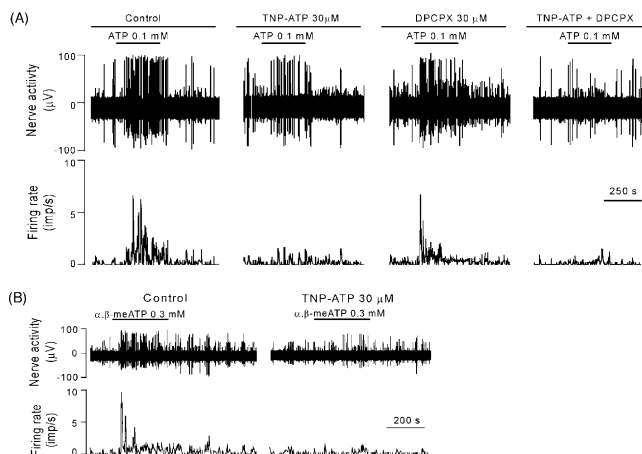 (A)
Control TNP-ATP 30µM DPCPX 30 µM TNP-ATP + DPCPX
ATP 0.1 mM ATP 0.1 mM ATP 0.1 mM ATP 0.1 mM
Nerve activity
(µV)
100
0
100
Firing rate
(imp/s)
10
5
0
250 s
(B)
Control TNP-ATP 30 µM
α,β-meATP 0.3 mM α,β-meATP 0.3 mM
Nerve activity
(µV)
100
0
-100
Firing rate
(imp/s)
10
5
0
200 s